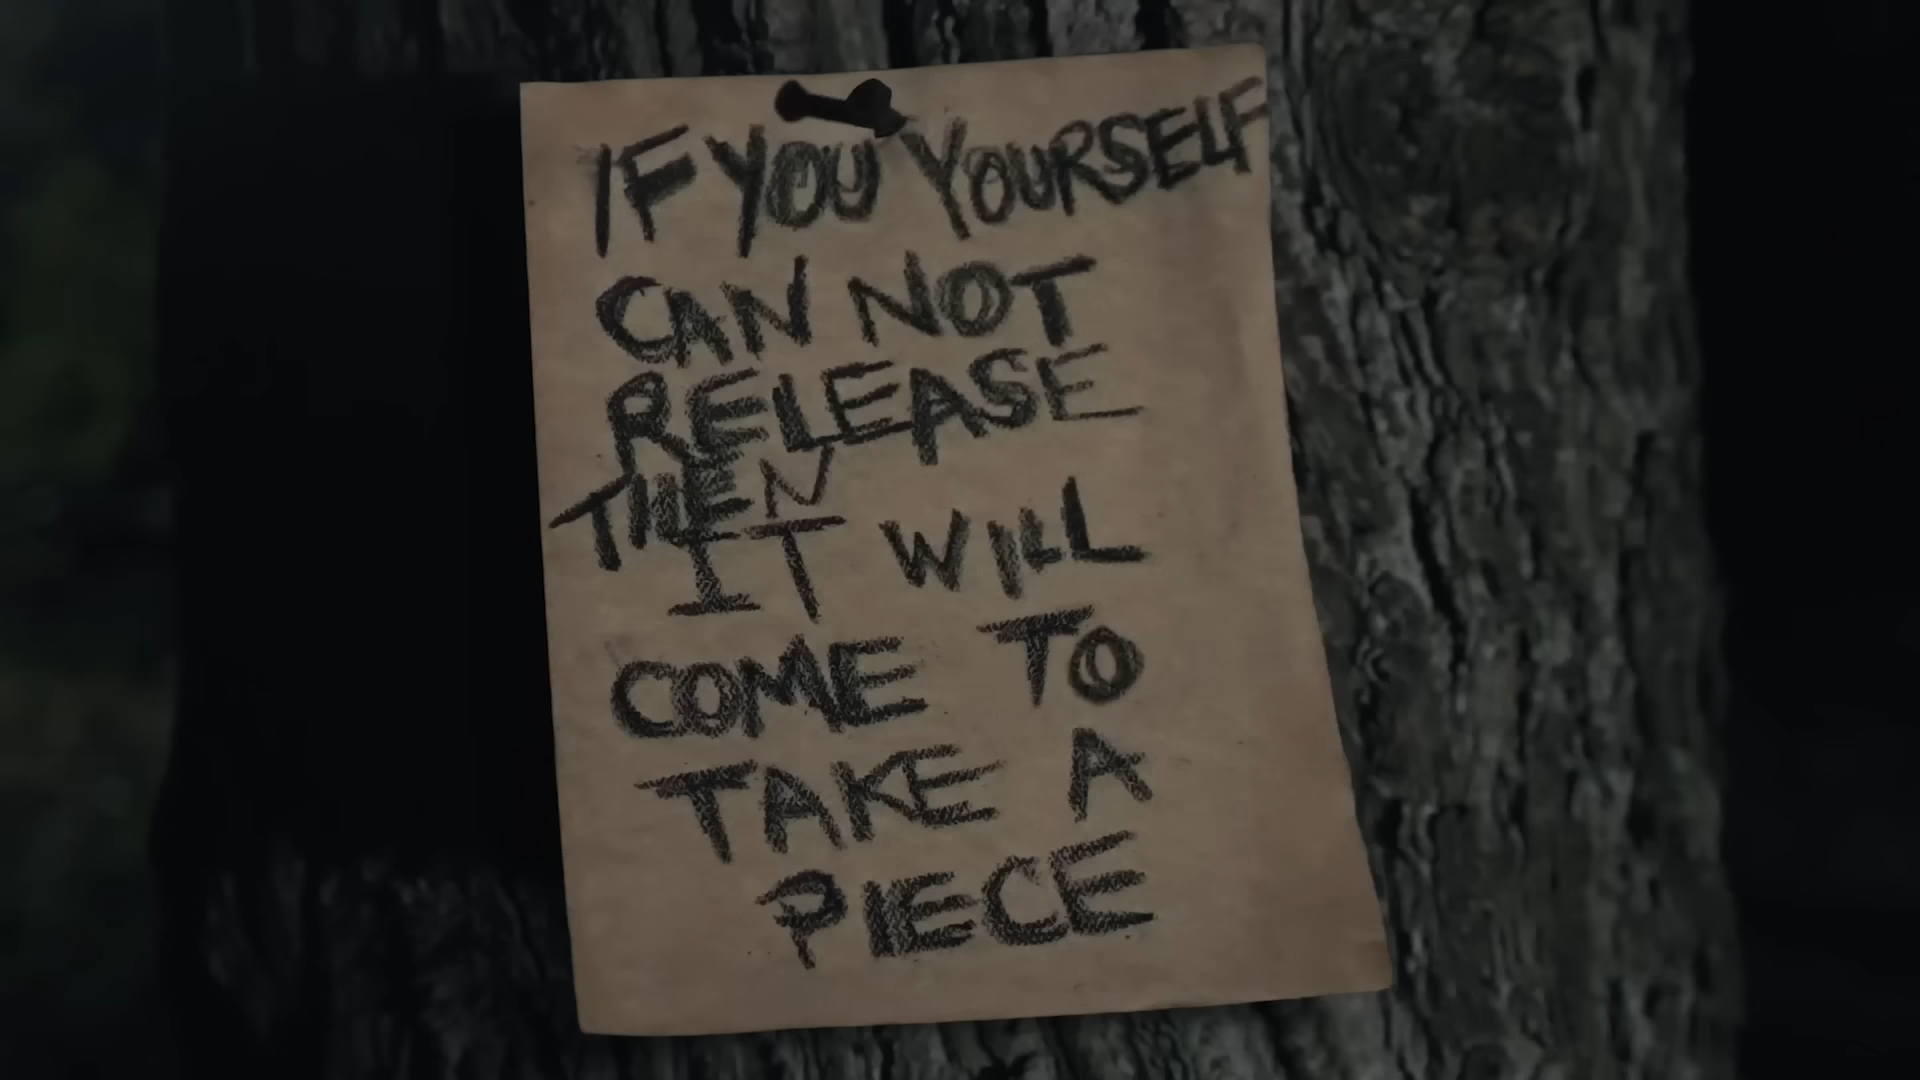 IF YOU YOURSELF
CAN NOT
RELEASE
THEN
IT WILL
COME TO
TAKE A
PIECE